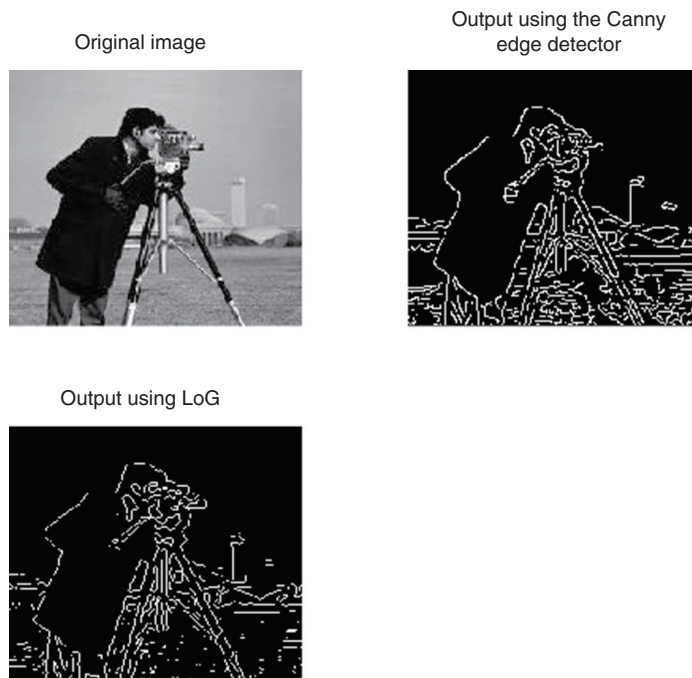 Original image
Output using the Canny
edge detector
Output using LoG